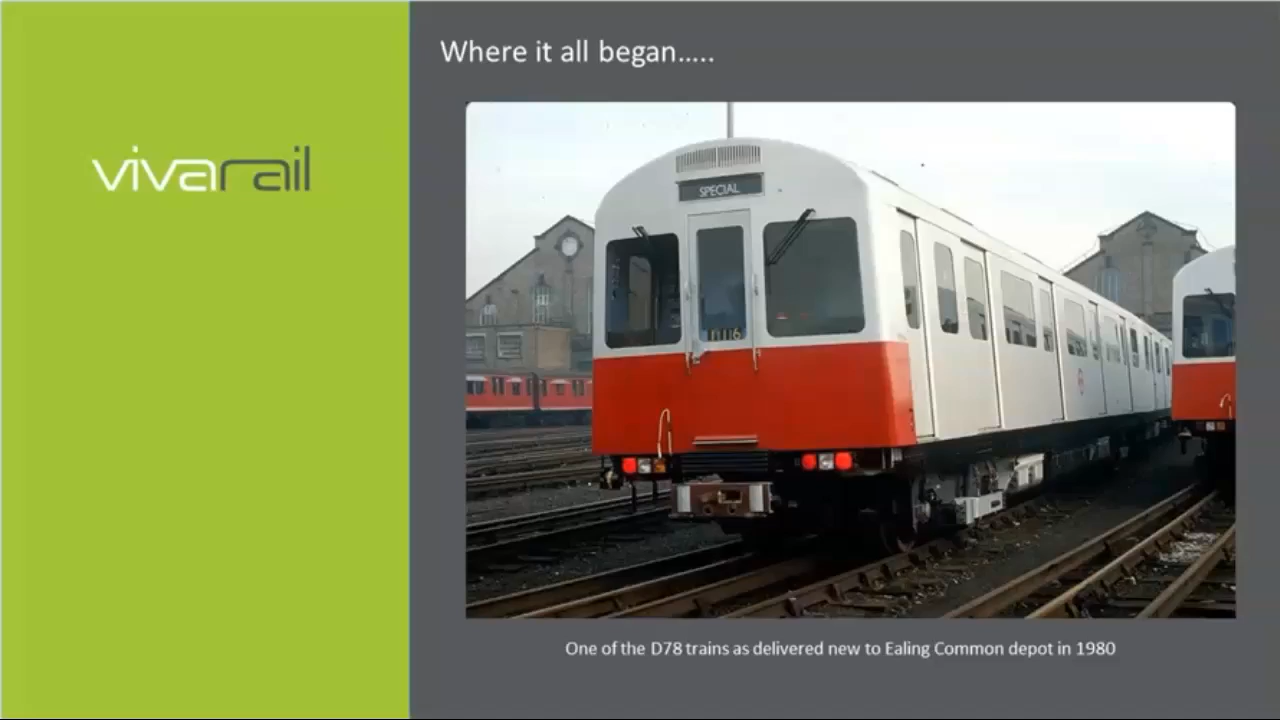 Where it all began.....
vivarail
SPECIAL
One of the D78 trains as delivered new to Ealing Common depot in 1980